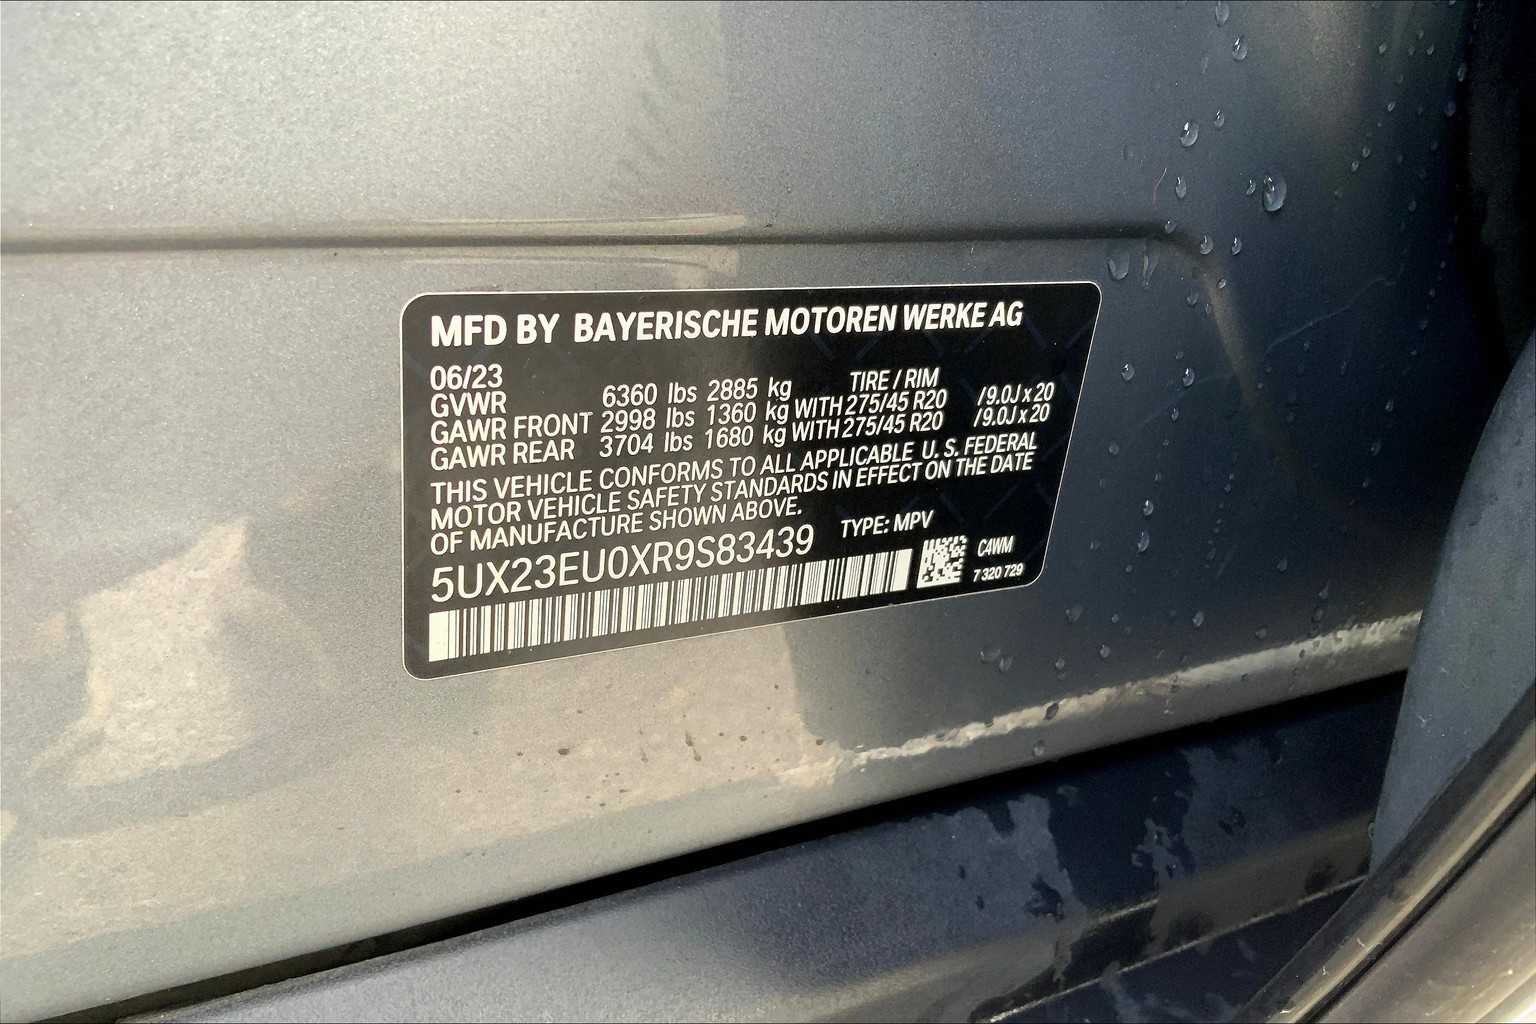 MFD BY BAYERISCHE MOTOREN WERKE AG
06/23 TIRE / RIM
GVWR 6360 lbs 2885 kg
GAWR FRONT 2998 lbs 1360 kg WITH 275/45 R20 /9.0J x 20
GAWR REAR 3704 lbs 1680 kg WITH 275/45 R20 /9.0J x 20
THIS VEHICLE CONFORMS TO ALL APPLICABLE U. S. FEDERAL
MOTOR VEHICLE SAFETY STANDARDS IN EFFECT ON THE DATE
OF MANUFACTURE SHOWN ABOVE.
TYPE: MPV
5UX23EU0XR9S83439
C4WM
7 320 729